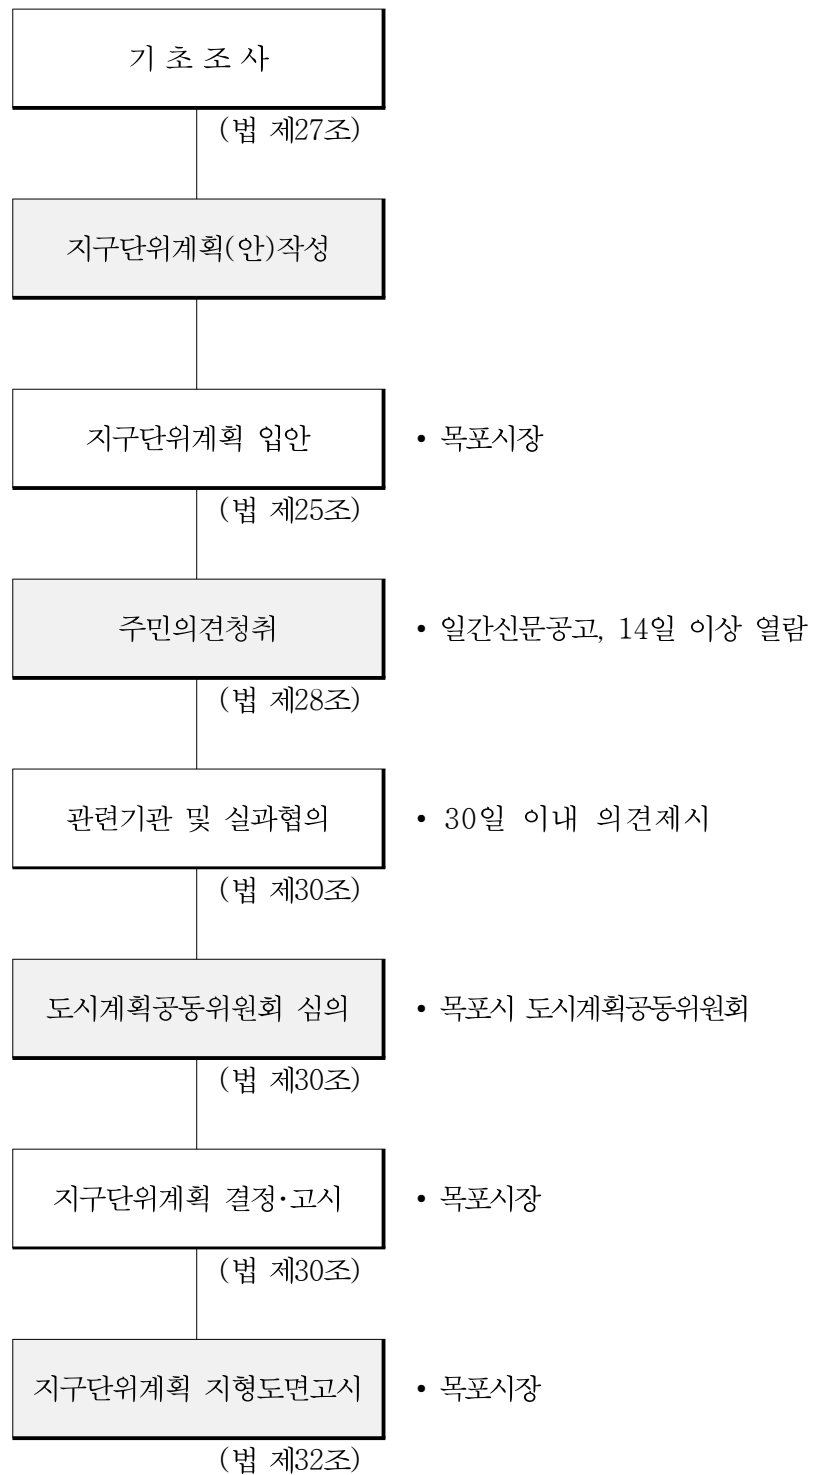 기 초 조 사
(법 제27조)
지구단위계획(안)작성
지구단위계획 입안
• 목포시장
(법 제25조)
주민의견청취
• 일간신문공고, 14일 이상 열람
(법 제28조)
관련기관 및 실과협의
• 30일 이내 의견제시
(법 제30조)
도시계획공동위원회 심의
• 목포시 도시계획공동위원회
(법 제30조)
지구단위계획 결정·고시
• 목포시장
(법 제30조)
지구단위계획 지형도면고시
• 목포시장
(법 제32조)